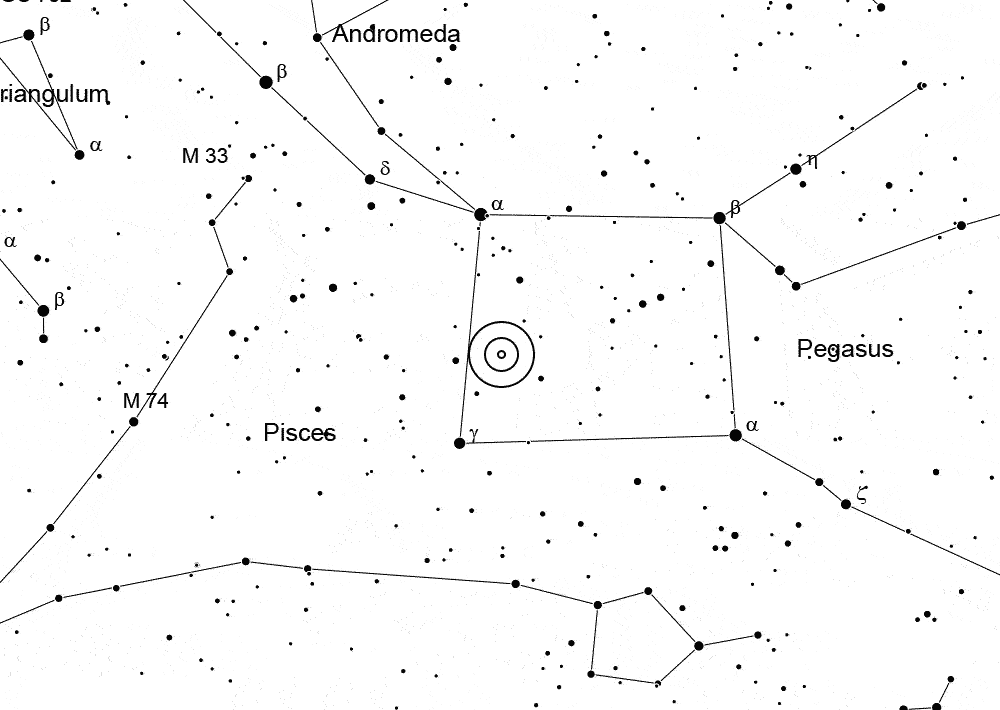 β
Andromeda
β
riangulum
α
M 33
δ
η
α
β
α
β
Pegasus
M 74
Pisces
γ
α
ζ